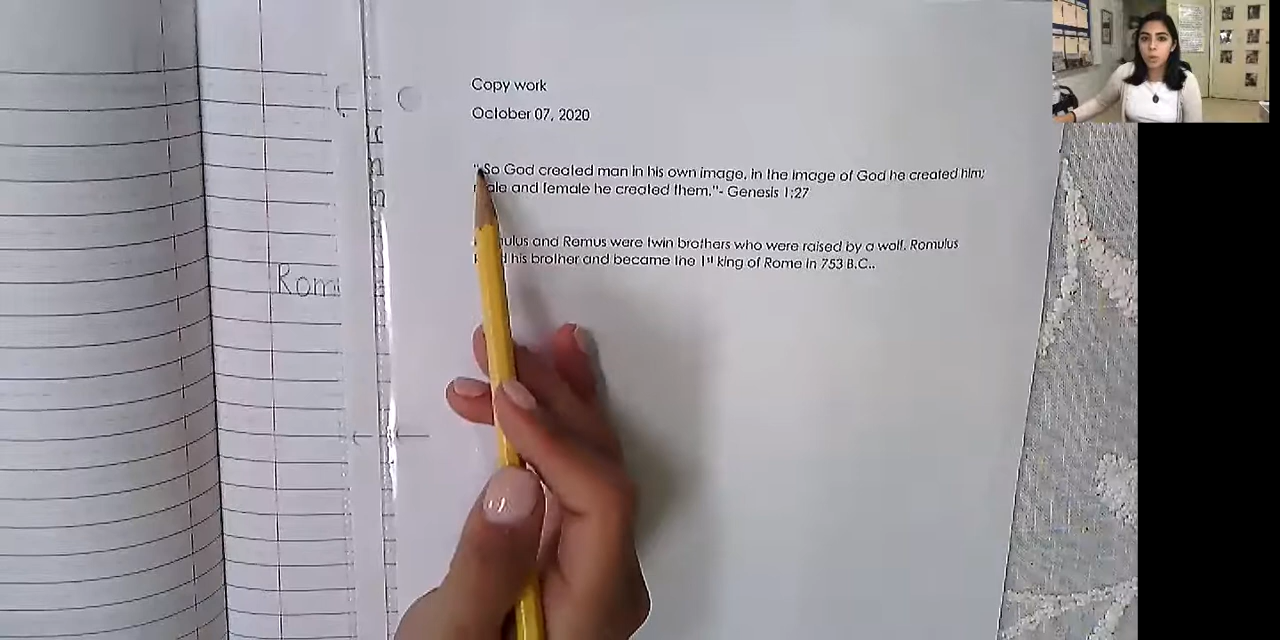 Copy work
October 07, 2020
"So God created man in his own image, in the image of God he created him;
and female he created them."- Genesis 1:27
and Remus were twin brothers who were raised by a wolf. Romulus
his brother and became the 1st king of Rome in 753 B.C..
Rom